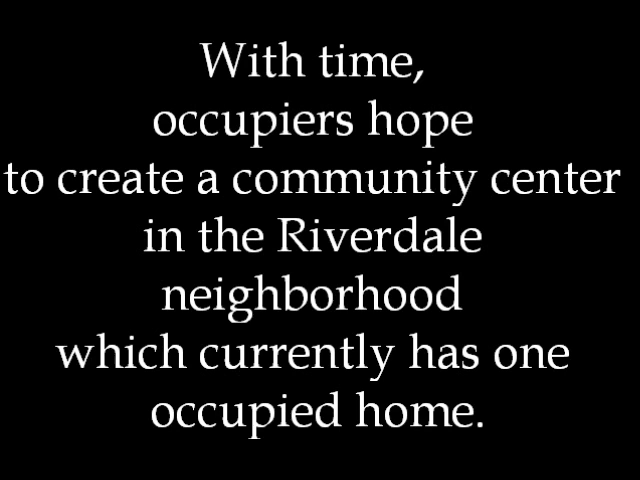 With time,
occupiers hope
to create a community center
in the Riverdale
neighborhood
which currently has one
occupied home.